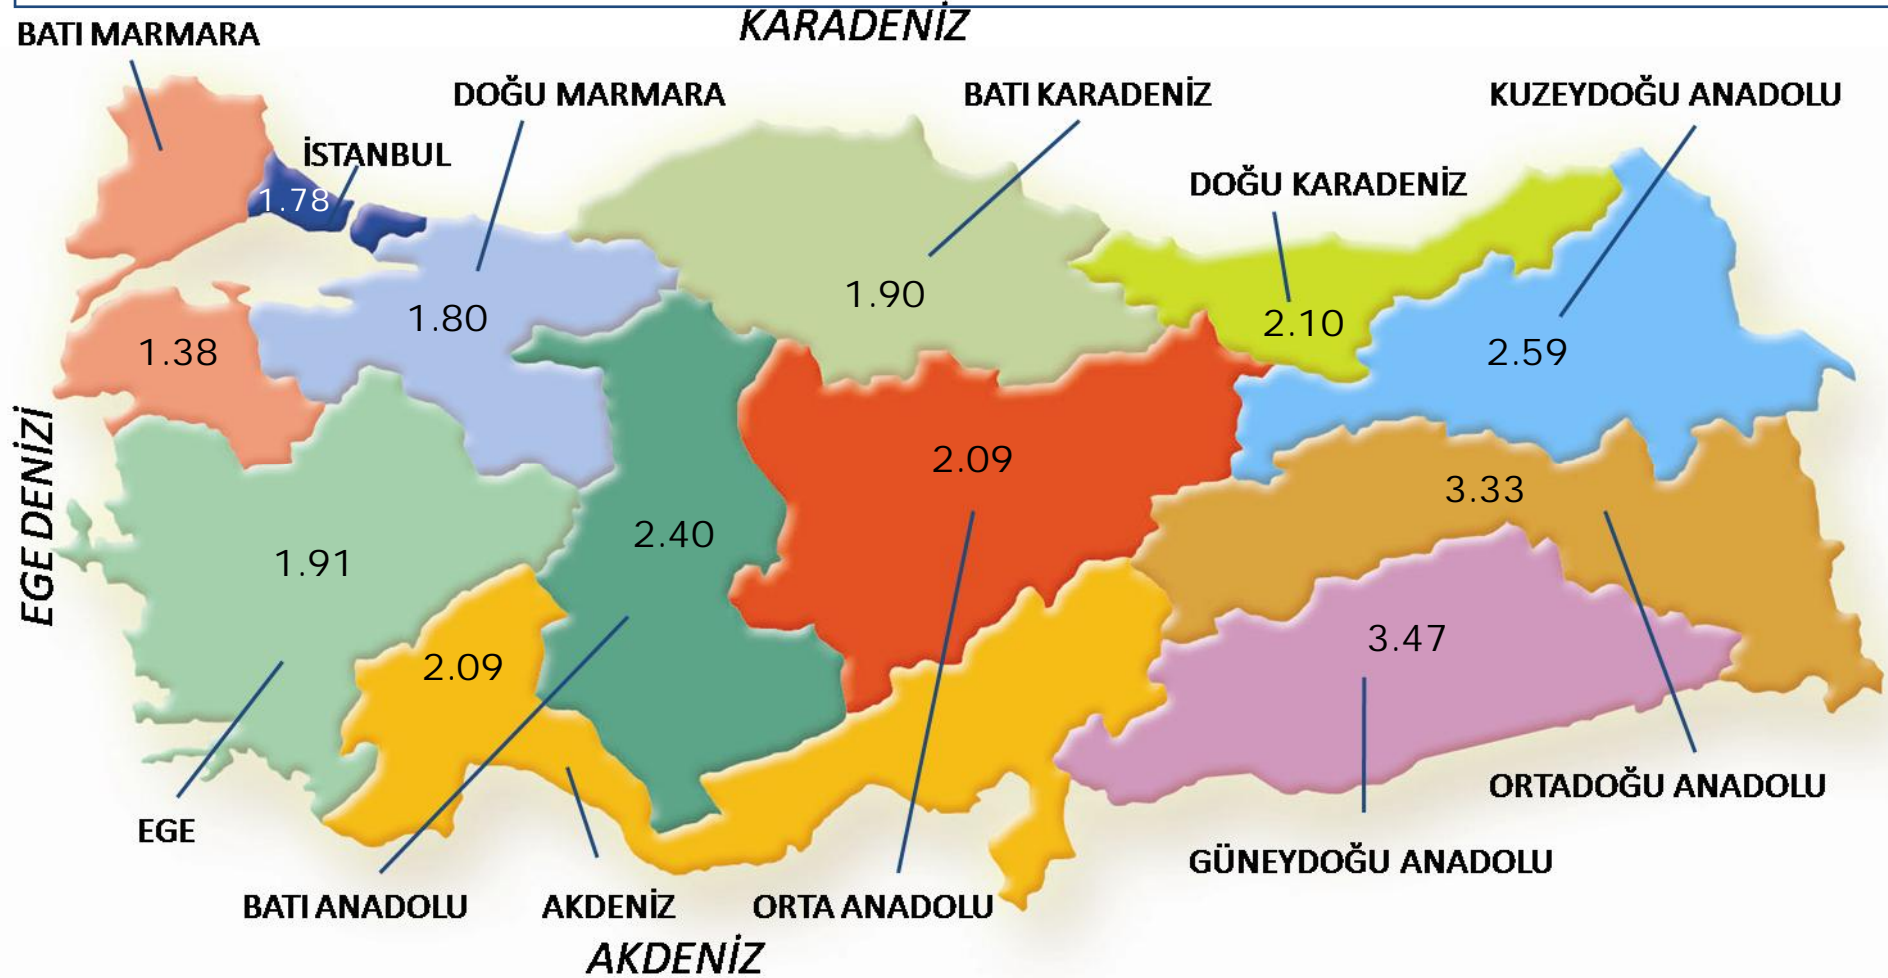 KARADENİZ
BATI MARMARA
DOĞU MARMARA
BATI KARADENİZ
KUZEYDOĞU ANADOLU
İSTANBUL
1.78
DOĞU KARADENİZ
1.90
1.80
2.10
1.38
2.59
EGE DENİZİ
2.09
3.33
2.40
1.91
3.47
2.09
ORTADOĞU ANADOLU
EGE
GÜNEYDOĞU ANADOLU
BATI ANADOLU
AKDENİZ
ORTA ANADOLU
AKDENİZ